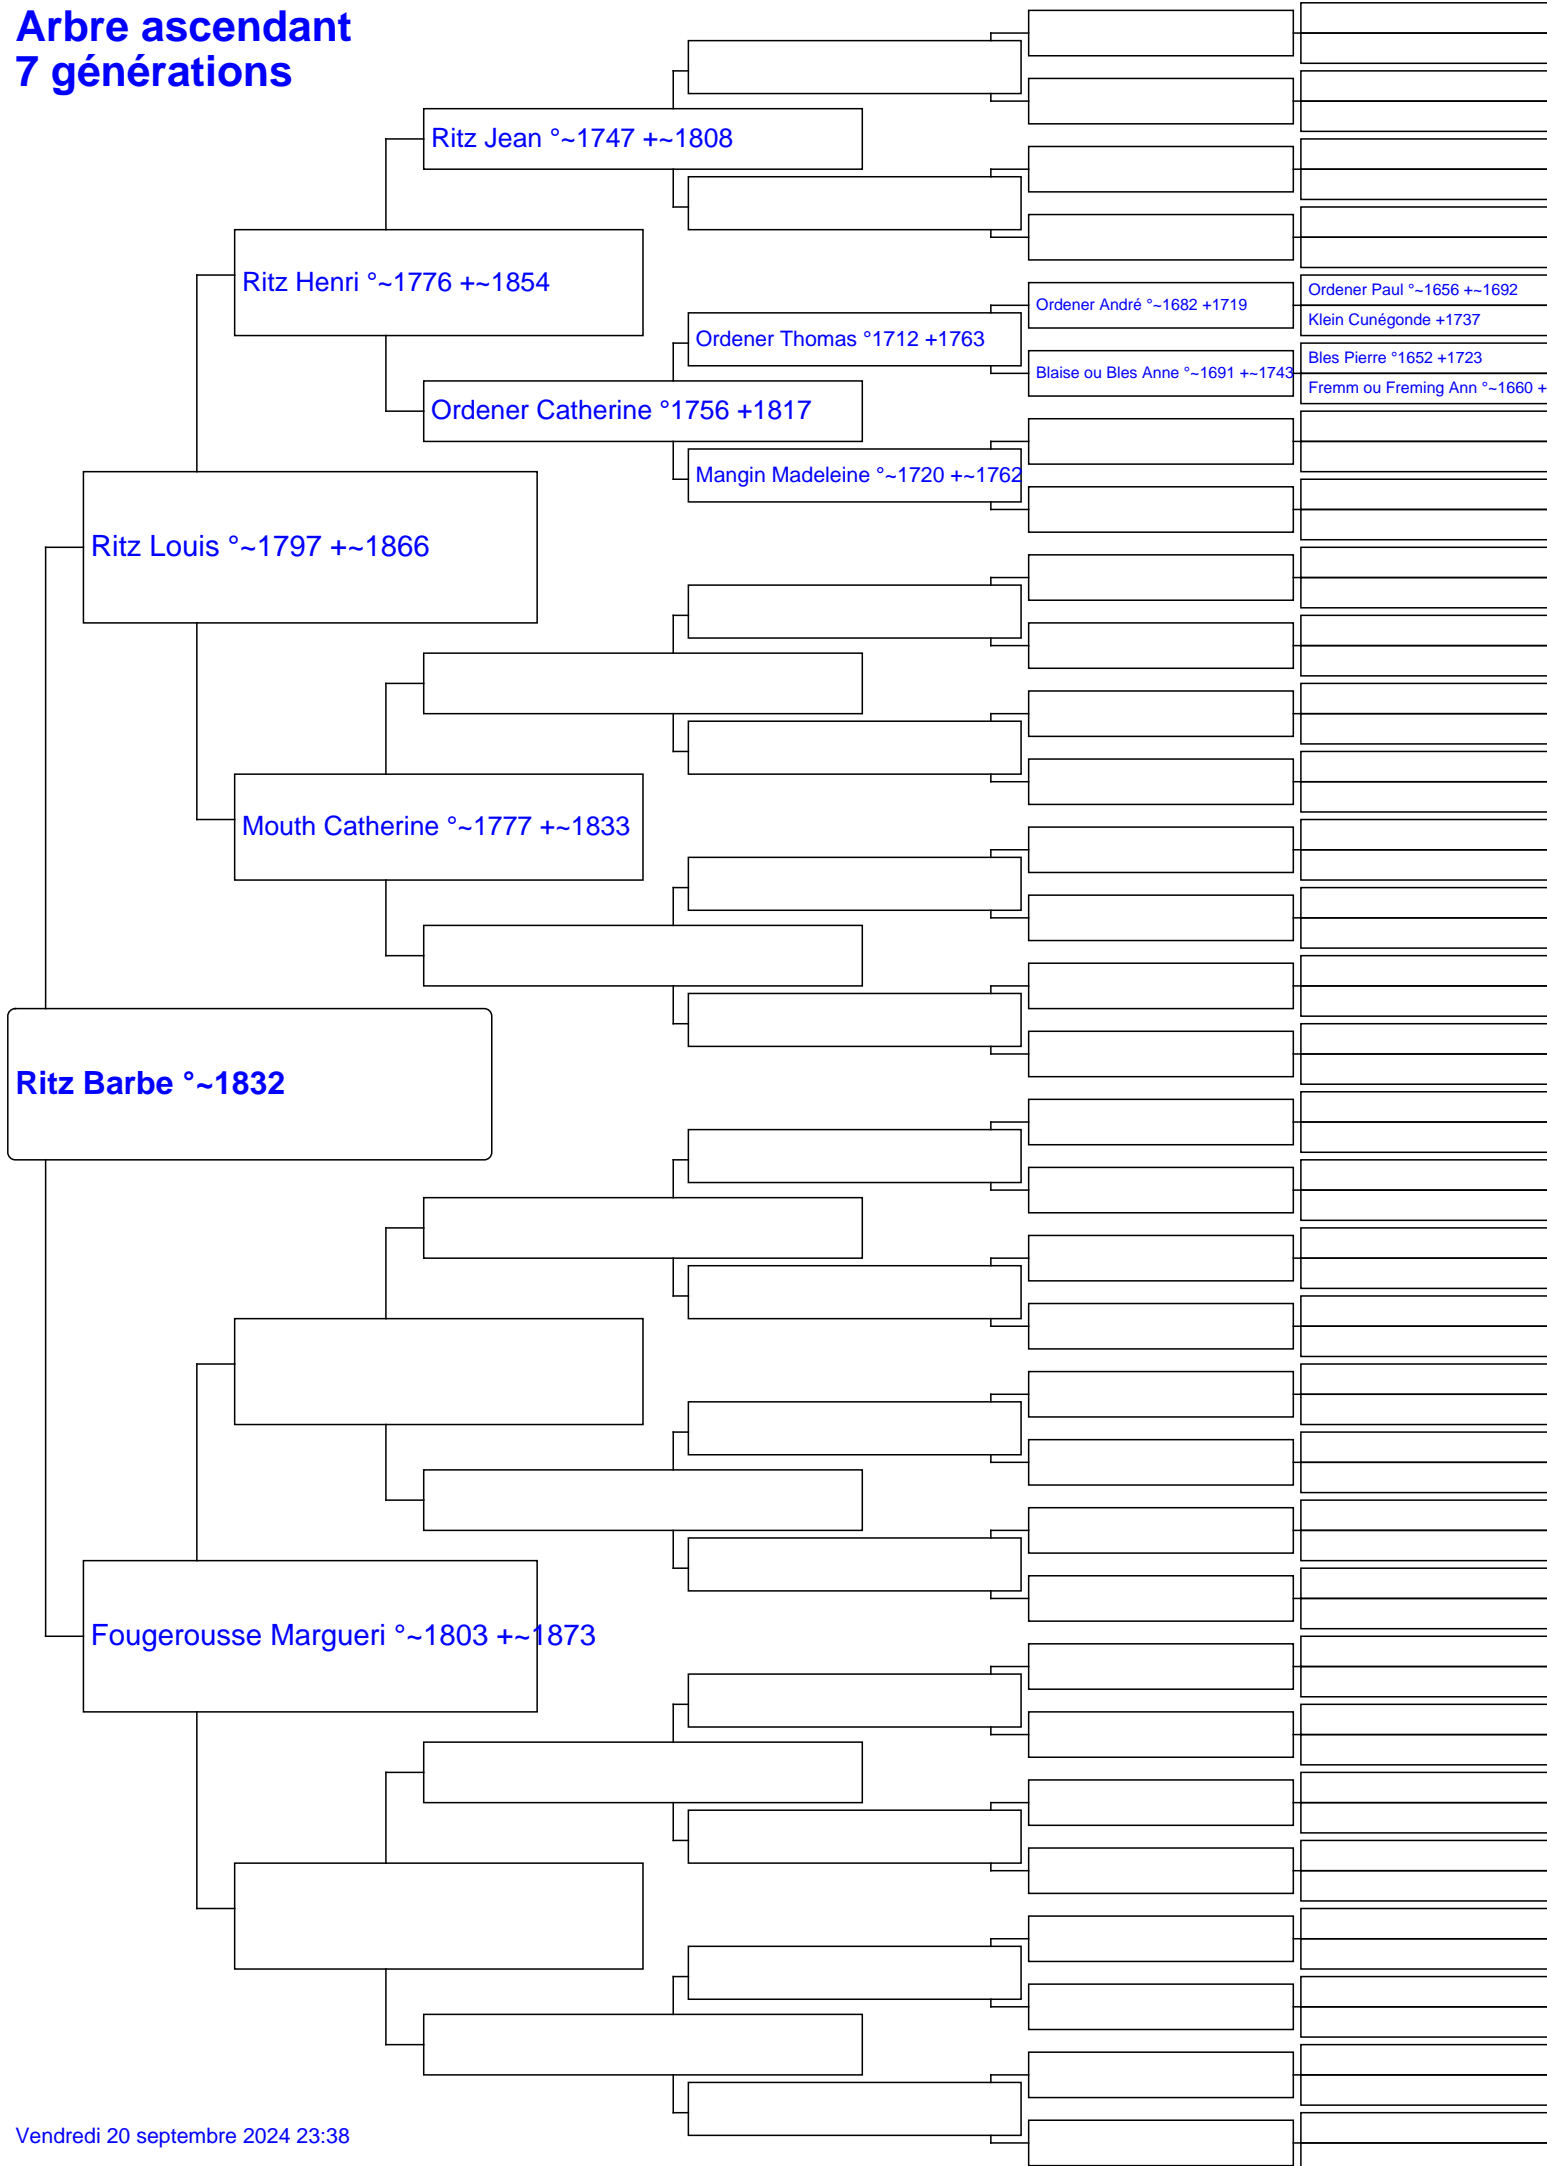 Arbre ascendant
7 générations
Ritz Jean °~1747 +~1808
Ritz Henri °~1776 +~1854
Ordener Paul °~1656 +~1692
Ordener André °~1682 +1719
Klein Cunégonde +1737
Ordener Thomas °1712 +1763
Bles Pierre °1652 +1723
Blaise ou Bles Anne °~1691 +~1743
Fremm ou Freming Ann °~1660 +
Ordener Catherine °1756 +1817
Mangin Madeleine °~1720 +~1762
Ritz Louis °~1797 +~1866
Mouth Catherine °~1777 +~1833
Ritz Barbe °~1832
Fougerousse Margueri °~1803 +~1873
Vendredi 20 septembre 2024 23:38